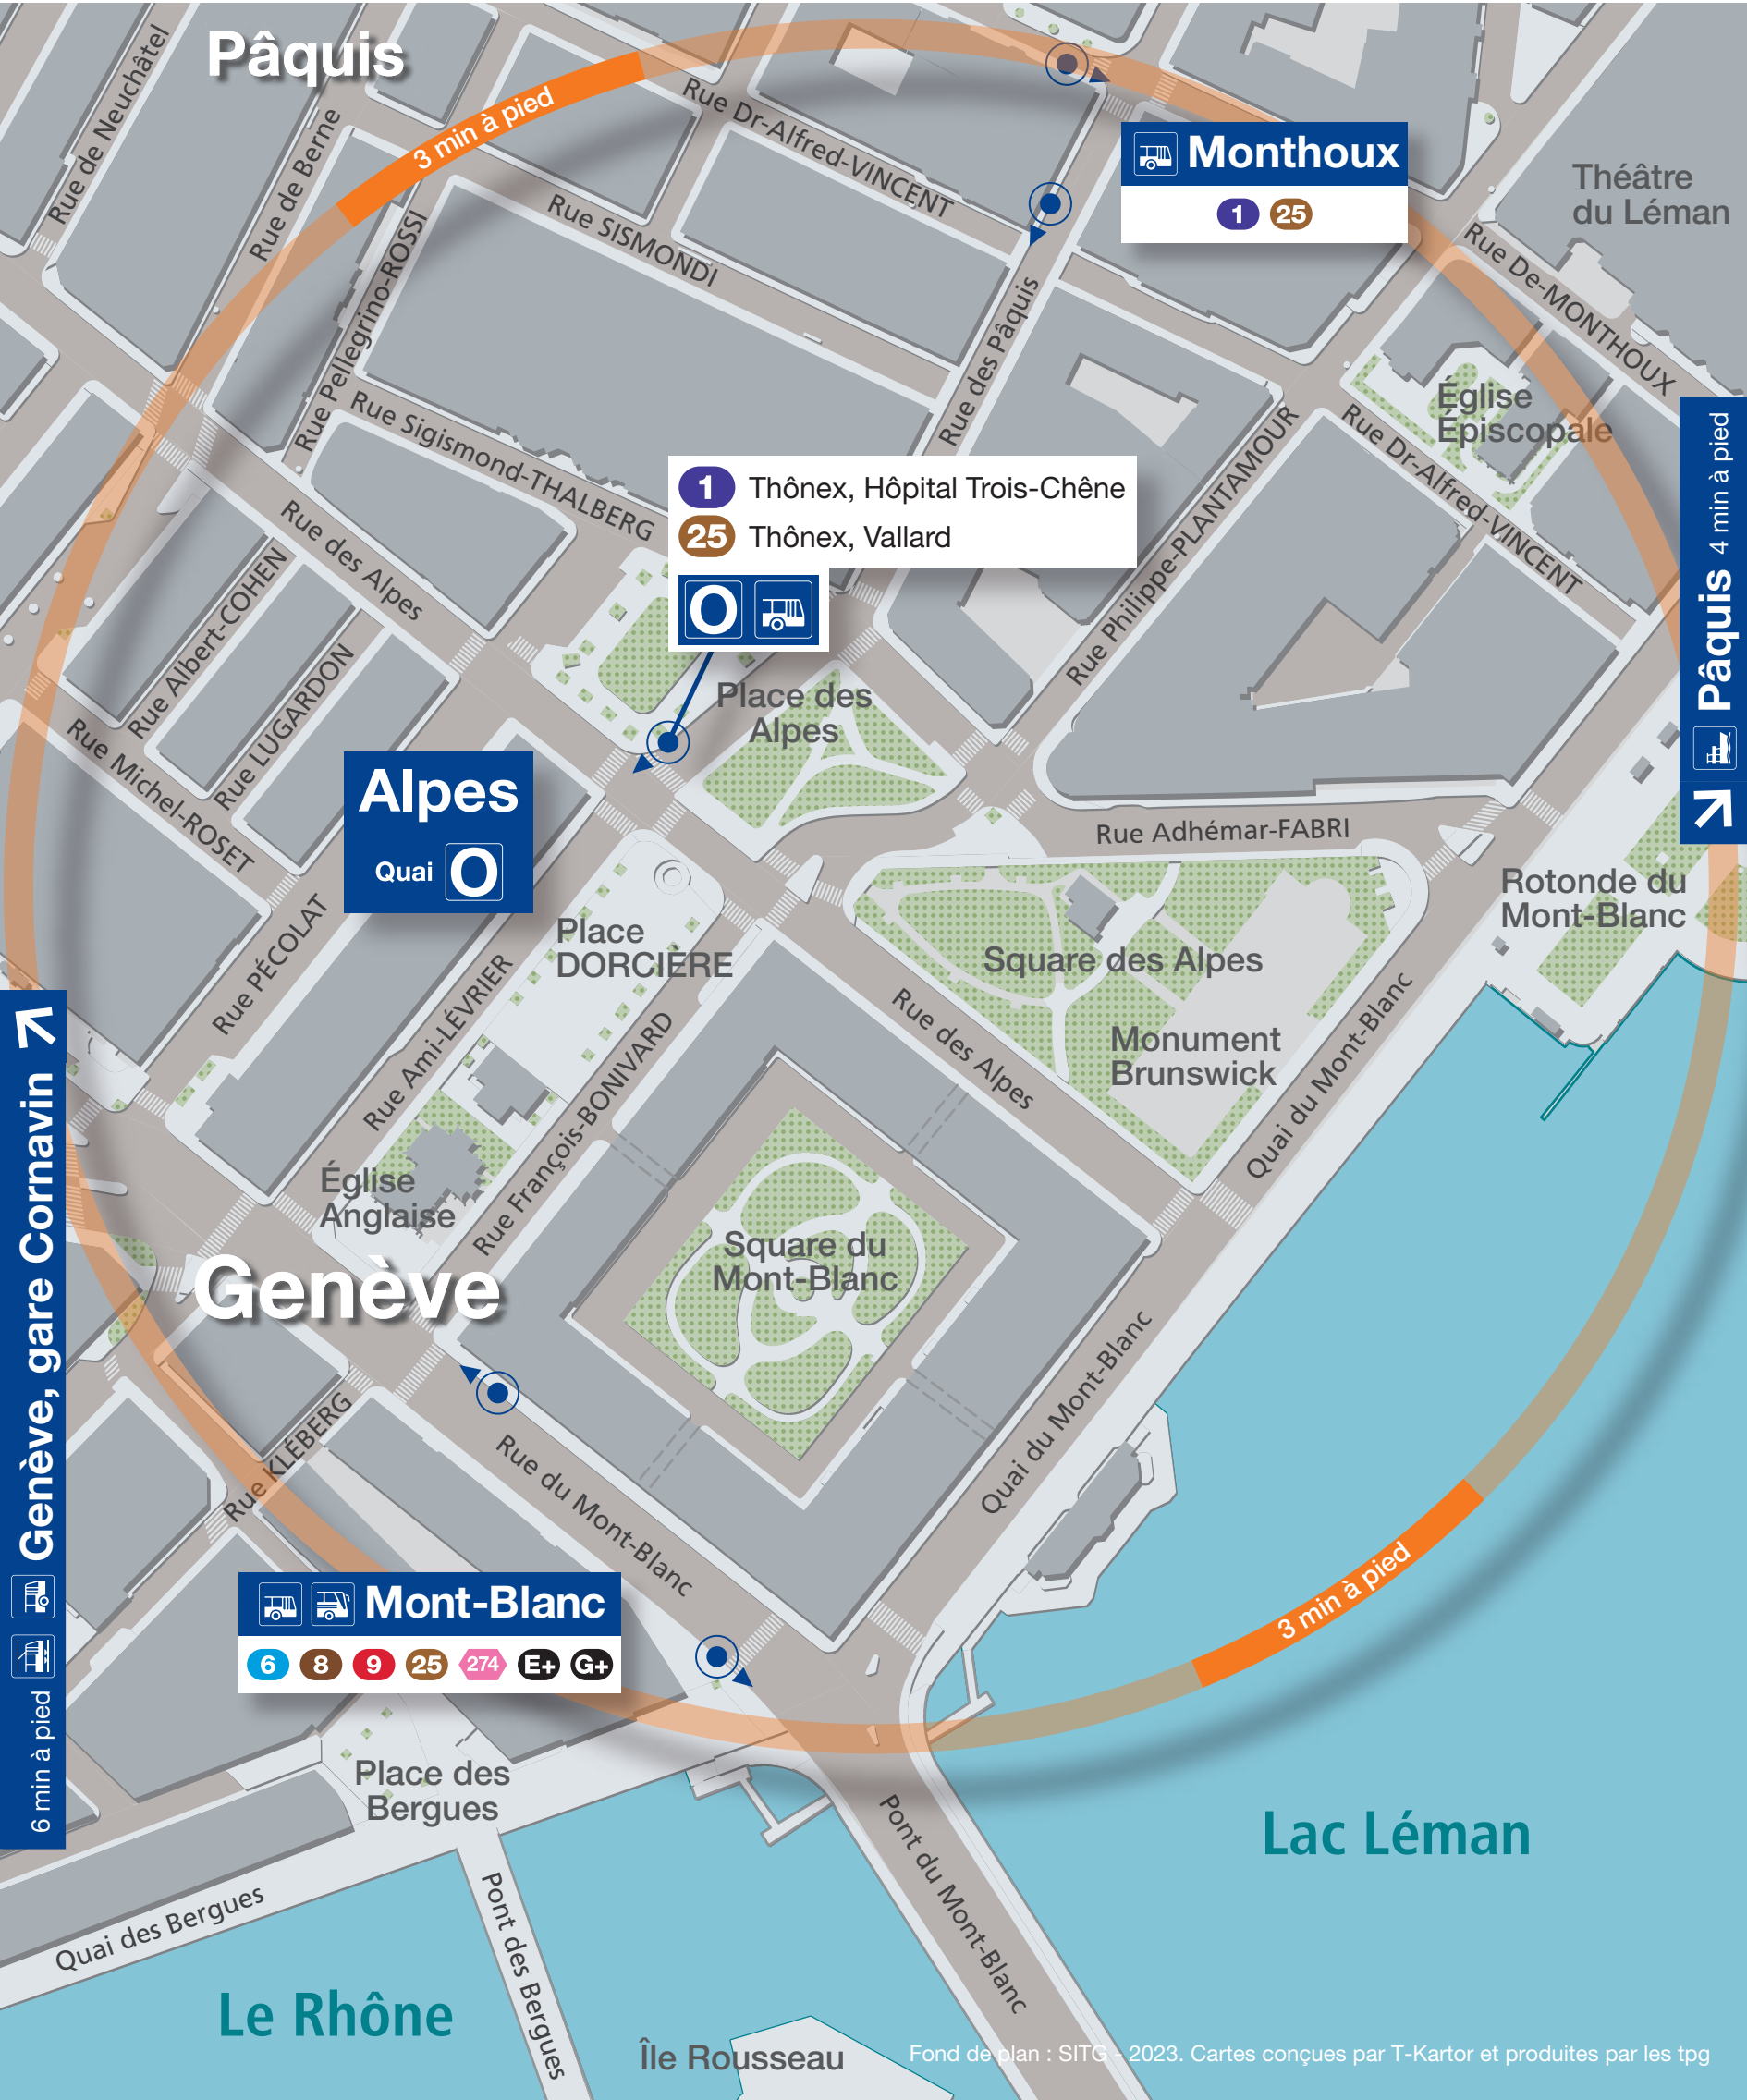 Pâquis
Rue de Neuchâtel
Rue de Berne
3 min à pied
Rue Dr-Alfred-VINCENT
Monthoux
1 25
Théâtre
du Léman
Rue SISMONDI
Rue Pellegrino-ROSSI
Rue des Pâquis
Rue De-MONTHOUX
Église
Épiscopale
Rue Sigismond-THALBERG
Rue Philippe-PLANTAMOUR
Rue Dr-Alfred-VINCENT
Pâquis 4 min à pied
1 Thônex, Hôpital Trois-Chêne
25 Thônex, Vallard
O
Rue des Alpes
Rue Albert-COHEN
Rue LUGARDON
Rue Michel-ROSET
Place des
Alpes
Alpes
Quai O
Rue Adhémar-FABRI
Rotonde du
Mont-Blanc
Rue PÉCOLAT
Place
DORCIÈRE
Square des Alpes
Rue Ami-LÉVRIER
Rue François-BONIVARD
Rue des Alpes
Monument
Brunswick
Quai du Mont-Blanc
Église
Anglaise
Genève
Square du
Mont-Blanc
Genève, gare Cornavin
6 min à pied
Rue KLÉBERG
Rue du Mont-Blanc
Quai du Mont-Blanc
3 min à pied
Mont-Blanc
6 8 9 25 274 E+ G+
Place des
Bergues
Pont du Mont-Blanc
Lac Léman
Quai des Bergues
Pont des Bergues
Le Rhône
Île Rousseau
Fond de plan : SITG - 2023. Cartes conçues par T-Kartor et produites par les tpg